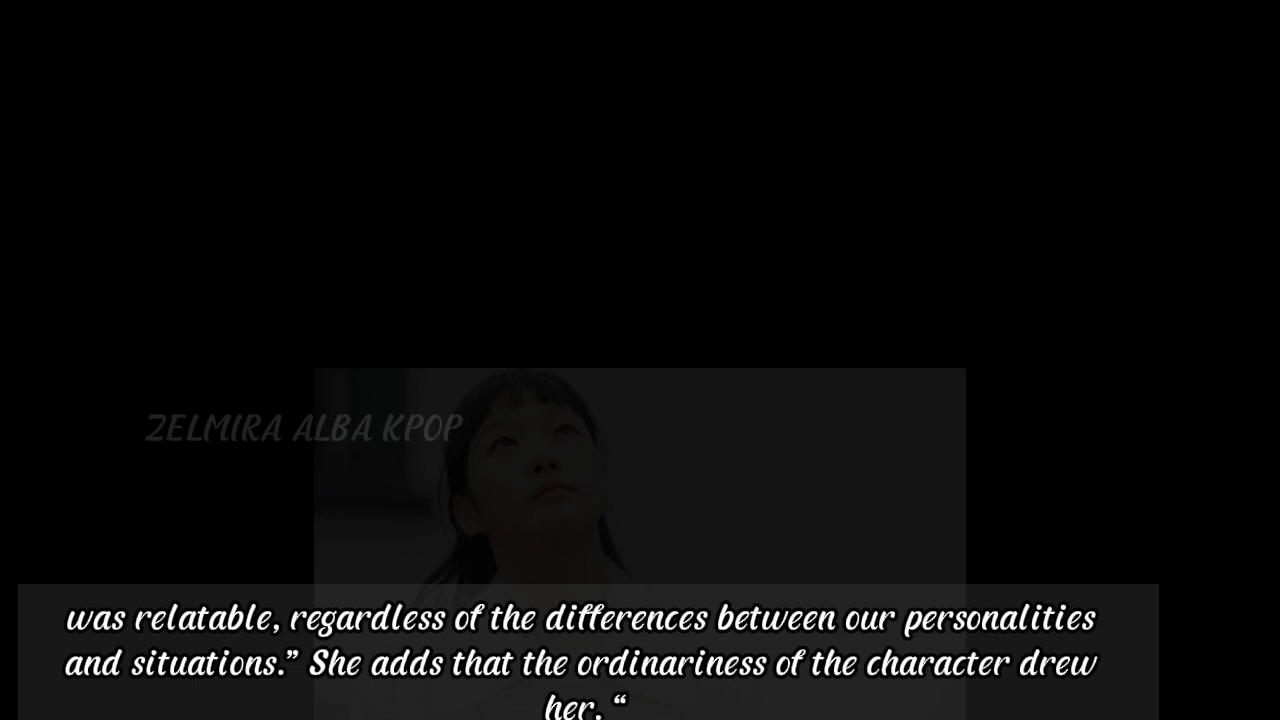 ZELMIRA ALBA KPOP
was relatable, regardless of the differences between our personalities
and situations.” She adds that the ordinariness of the character drew
her. “